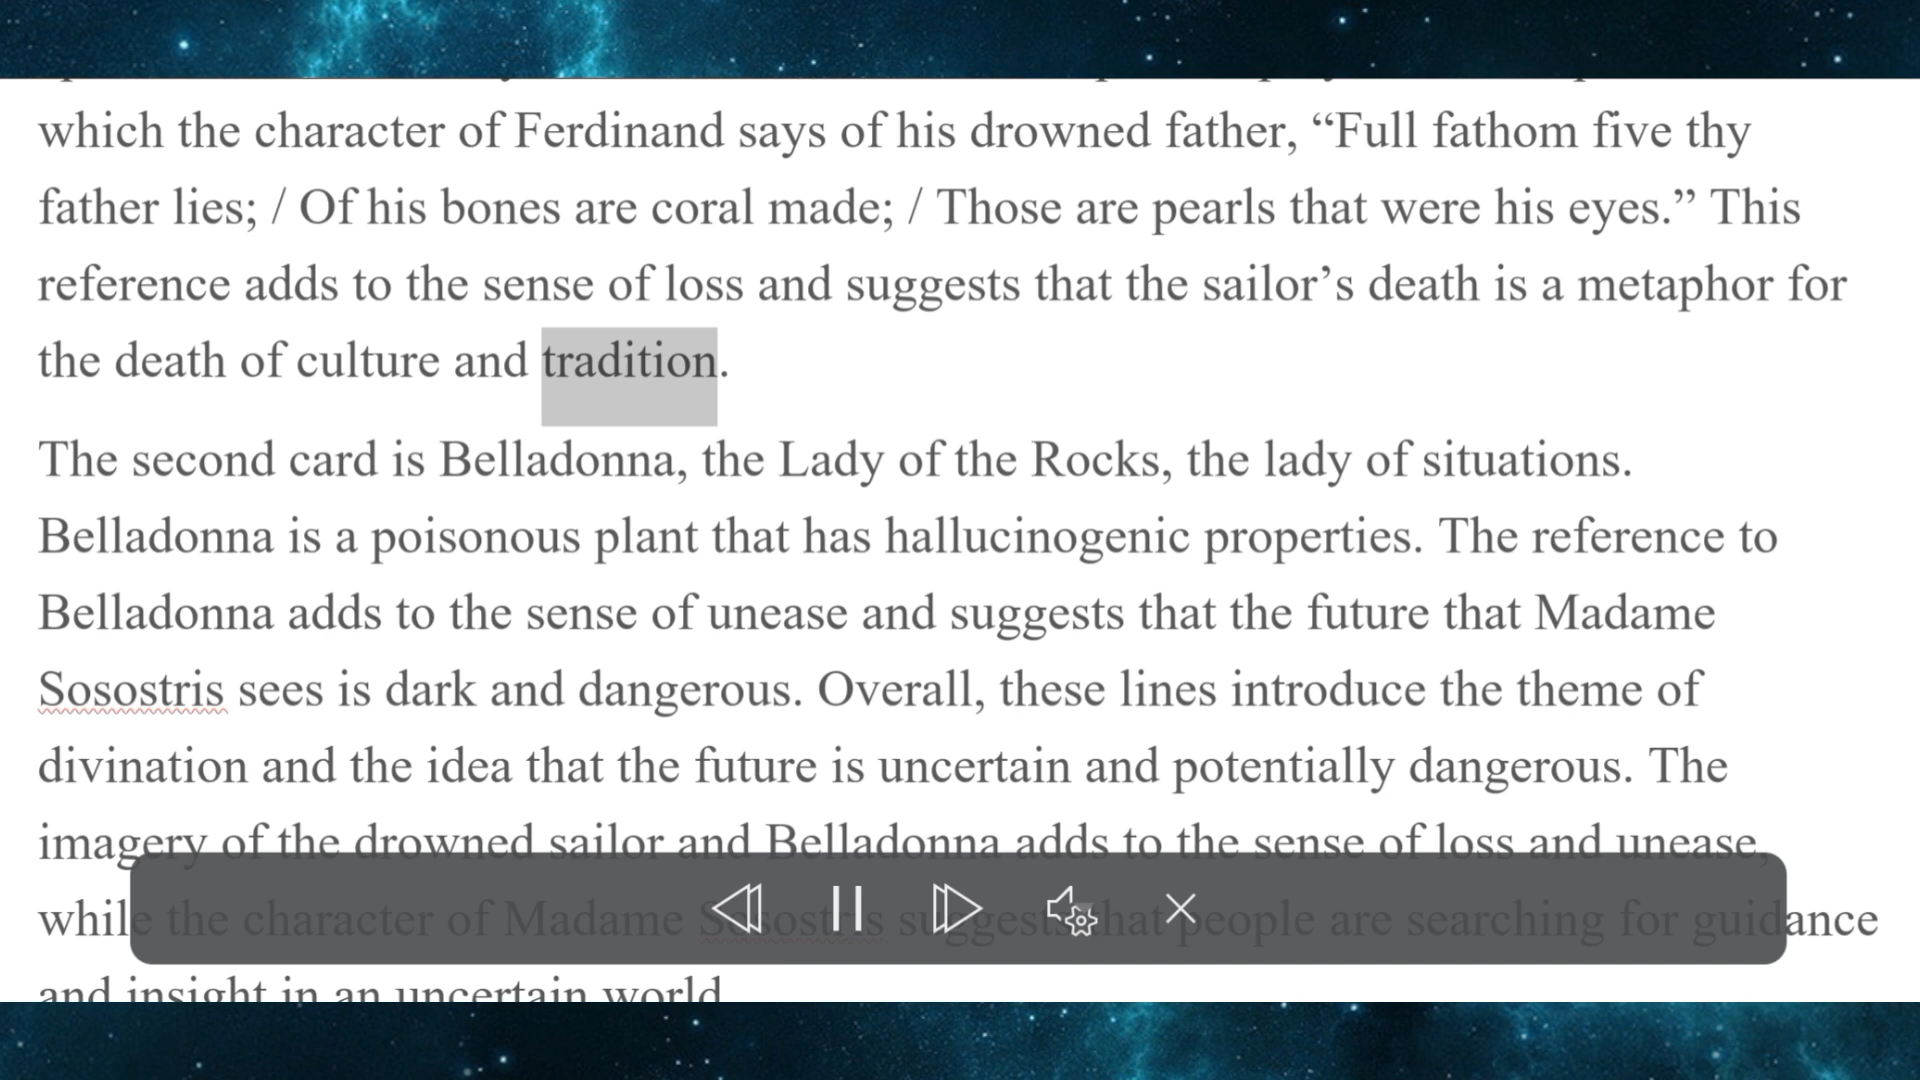 which the character of Ferdinand says of his drowned father, “Full fathom five thy
father lies; / Of his bones are coral made; / Those are pearls that were his eyes.” This
reference adds to the sense of loss and suggests that the sailor’s death is a metaphor for
the death of culture and tradition.
The second card is Belladonna, the Lady of the Rocks, the lady of situations.
Belladonna is a poisonous plant that has hallucinogenic properties. The reference to
Belladonna adds to the sense of unease and suggests that the future that Madame
Sosostris sees is dark and dangerous. Overall, these lines introduce the theme of
divination and the idea that the future is uncertain and potentially dangerous. The
imagery of the drowned sailor and Belladonna adds to the sense of loss and unease,
while the character of Madame Sosostris suggests that people are searching for guidance
and insight in an uncertain world